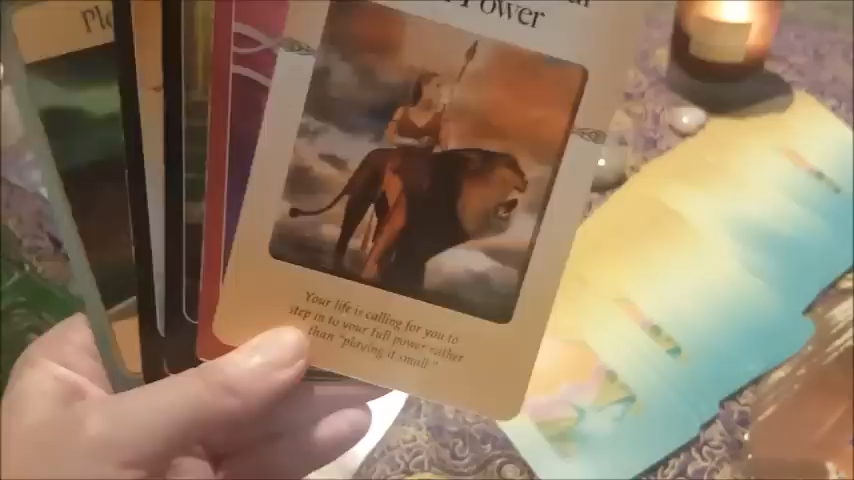 Power
Your life is calling for you to
step in to your full power rather
than "playing it small."